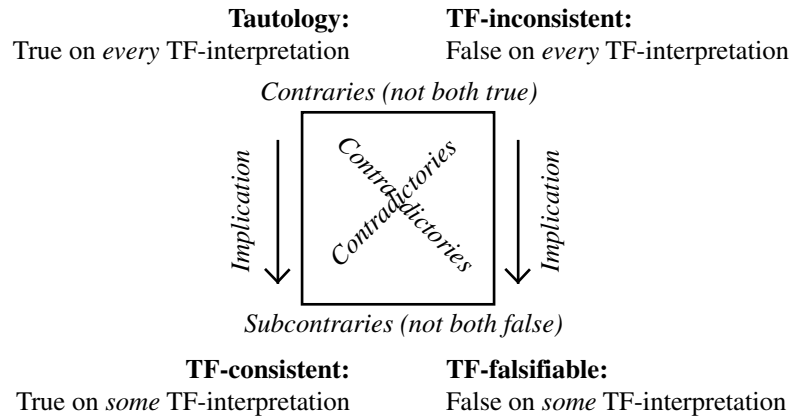 Tautology:
True on every TF-interpretation
TF-inconsistent:
False on every TF-interpretation
Contraries (not both true)
Implication
Contradictories
Contradictories
Implication
Subcontraries (not both false)
TF-consistent:
True on some TF-interpretation
TF-falsifiable:
False on some TF-interpretation